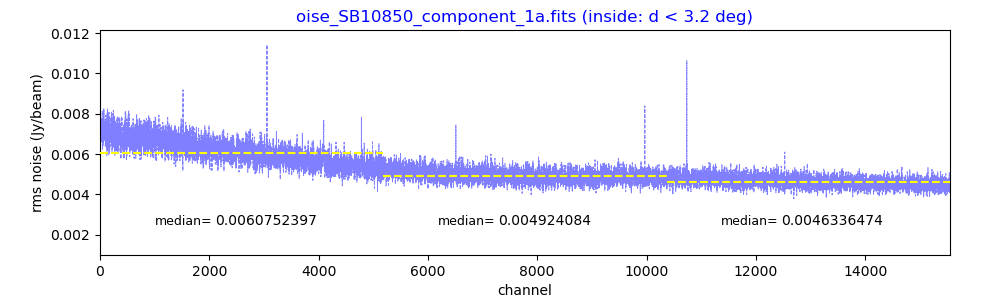 oise_SB10850_component_1a.fits (inside: d < 3.2 deg)
0.012
0.010
0.008
0.006
0.004
0.002
rms noise (Jy/beam)
median= 0.0060752397
median= 0.004924084
median= 0.0046336474
0 2000 4000 6000 8000 10000 12000 14000
channel